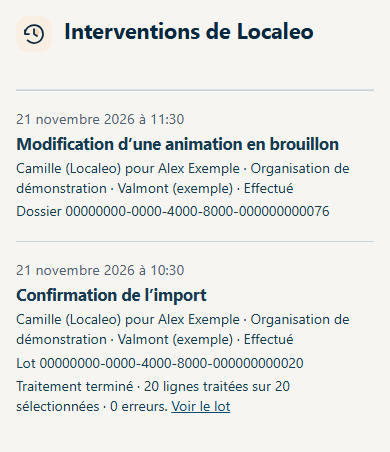 Interventions de Localeo
21 novembre 2026 à 11:30
Modification d’une animation en brouillon
Camille (Localeo) pour Alex Exemple · Organisation de
démonstration · Valmont (exemple) · Effectué
Dossier 00000000-0000-4000-8000-000000000076
21 novembre 2026 à 10:30
Confirmation de l’import
Camille (Localeo) pour Alex Exemple · Organisation de
démonstration · Valmont (exemple) · Effectué
Lot 00000000-0000-4000-8000-000000000020
Traitement terminé · 20 lignes traitées sur 20
sélectionnées · 0 erreurs. Voir le lot